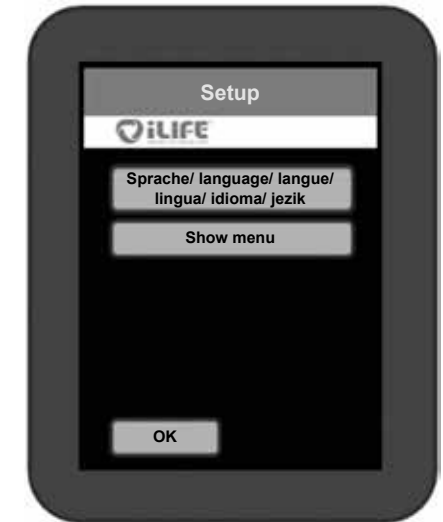 Setup
iLIFE
Sprache/ language/ langue/
lingua/ idioma/ jezik
Show menu
OK